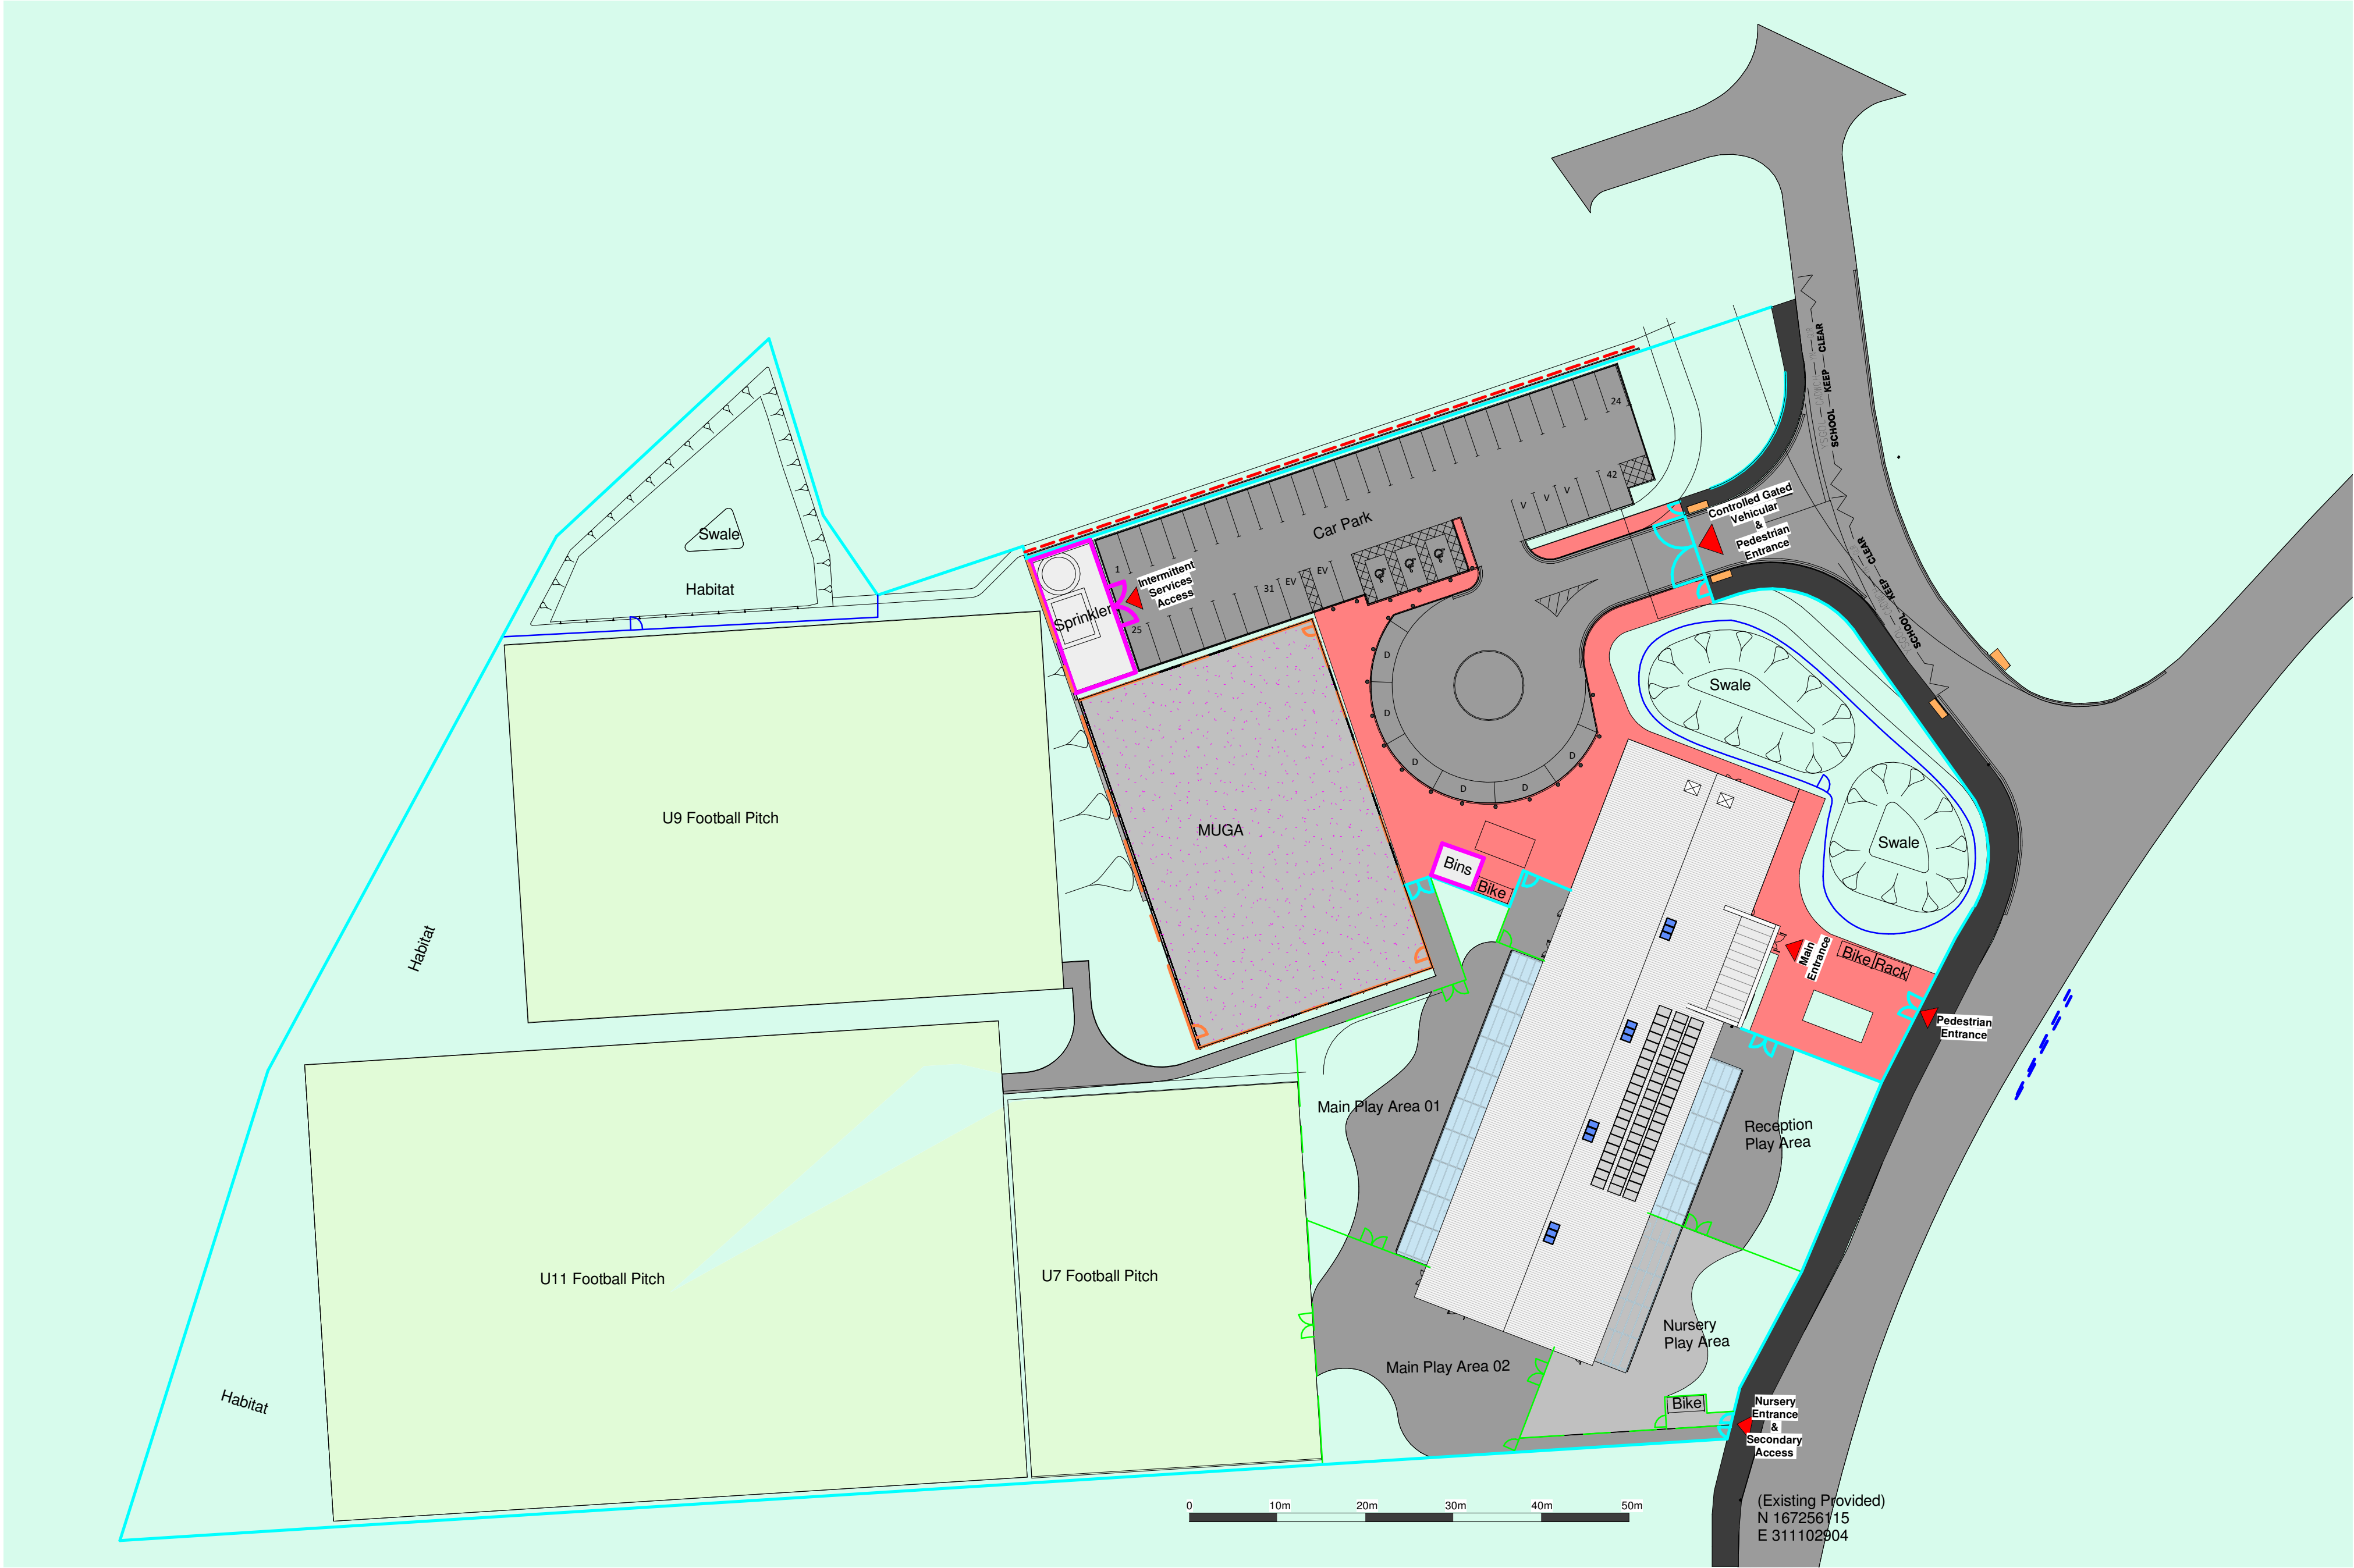 SCHOOL KEEP CLEAR
24
42
V
V
V
Controlled Gated
Vehicular
&
Pedestrian
Entrance
SCHOOL KEEP CLEAR
Car Park
Swale
Habitat
1
Intermittent
Services
Access
Sprinkler
25
31
EV
EV
D
D
D
D
D
D
Swale
Swale
U9 Football Pitch
MUGA
Bins
Bike
Main
Entrance
Bike Rack
Pedestrian
Entrance
Habitat
Main Play Area 01
Reception
Play Area
U11 Football Pitch
U7 Football Pitch
Nursery
Play Area
Main Play Area 02
Bike
Nursery
Entrance
&
Secondary
Access
Habitat
0 10m 20m 30m 40m 50m
(Existing Provided)
N 167256115
E 311102904